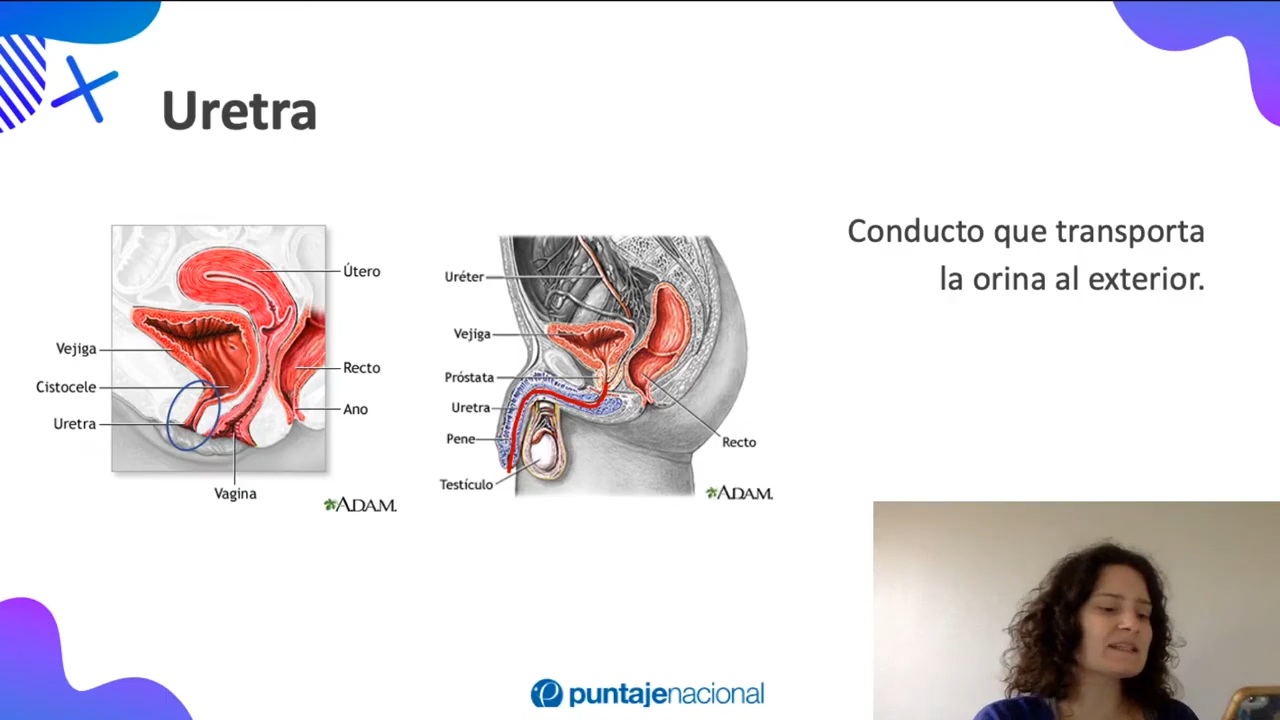 Uretra
Conducto que transporta
la orina al exterior.
Útero
Vejiga
Cistocele
Uretra
Recto
Ano
Vagina
ADAM.
Uréter
Vejiga
Próstata
Uretra
Pene
Testículo
Recto
ADAM.
puntajenacional